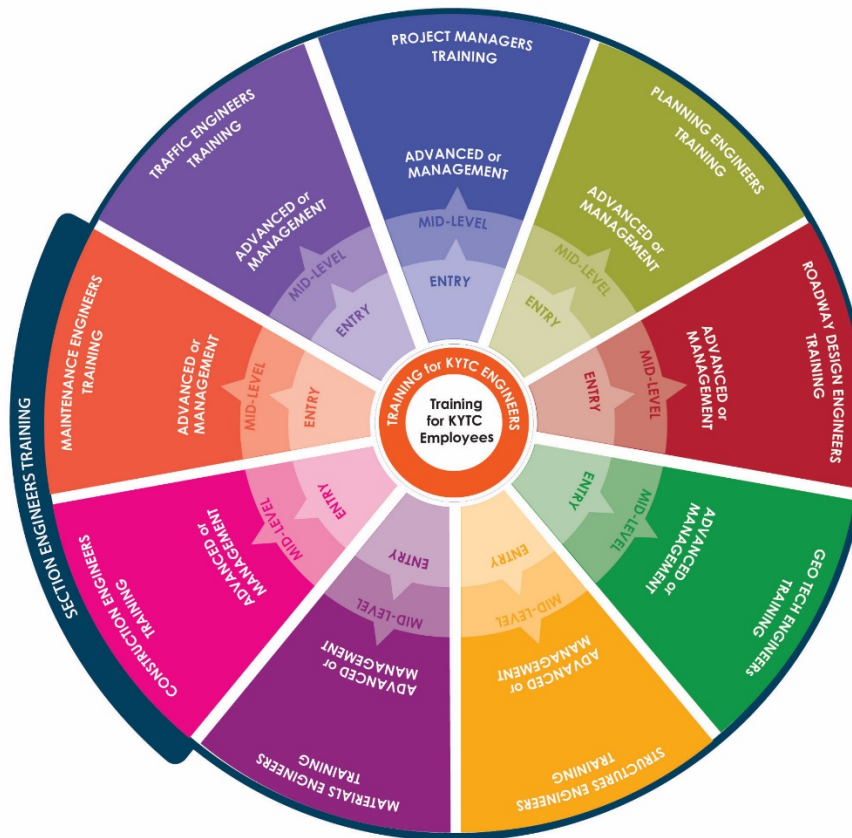 PROJECT MANAGERS
TRAINING
ADVANCED or
MANAGEMENT
MID-LEVEL
ENTRY
PLANNING ENGINEERS
TRAINING
ADVANCED or
MANAGEMENT
MID-LEVEL
ENTRY
ROADWAY DESIGN ENGINEERS
TRAINING
ADVANCED or
MANAGEMENT
MID-LEVEL
ENTRY
GEO TECH ENGINEERS
TRAINING
ADVANCED or
MANAGEMENT
MID-LEVEL
ENTRY
STRUCTURES ENGINEERS
TRAINING
ADVANCED or
MANAGEMENT
MID-LEVEL
ENTRY
MATERIALS ENGINEERS
TRAINING
ADVANCED or
MANAGEMENT
MID-LEVEL
ENTRY
CONSTRUCTION ENGINEERS
TRAINING
ADVANCED or
MANAGEMENT
MID-LEVEL
ENTRY
MAINTENANCE ENGINEERS
TRAINING
ADVANCED or
MANAGEMENT
MID-LEVEL
ENTRY
TRAFFIC ENGINEERS
TRAINING
ADVANCED or
MANAGEMENT
MID-LEVEL
ENTRY
SECTION ENGINEERS TRAINING
TRAINING for KYTC ENGINEERS
Training
for KYTC
Employees